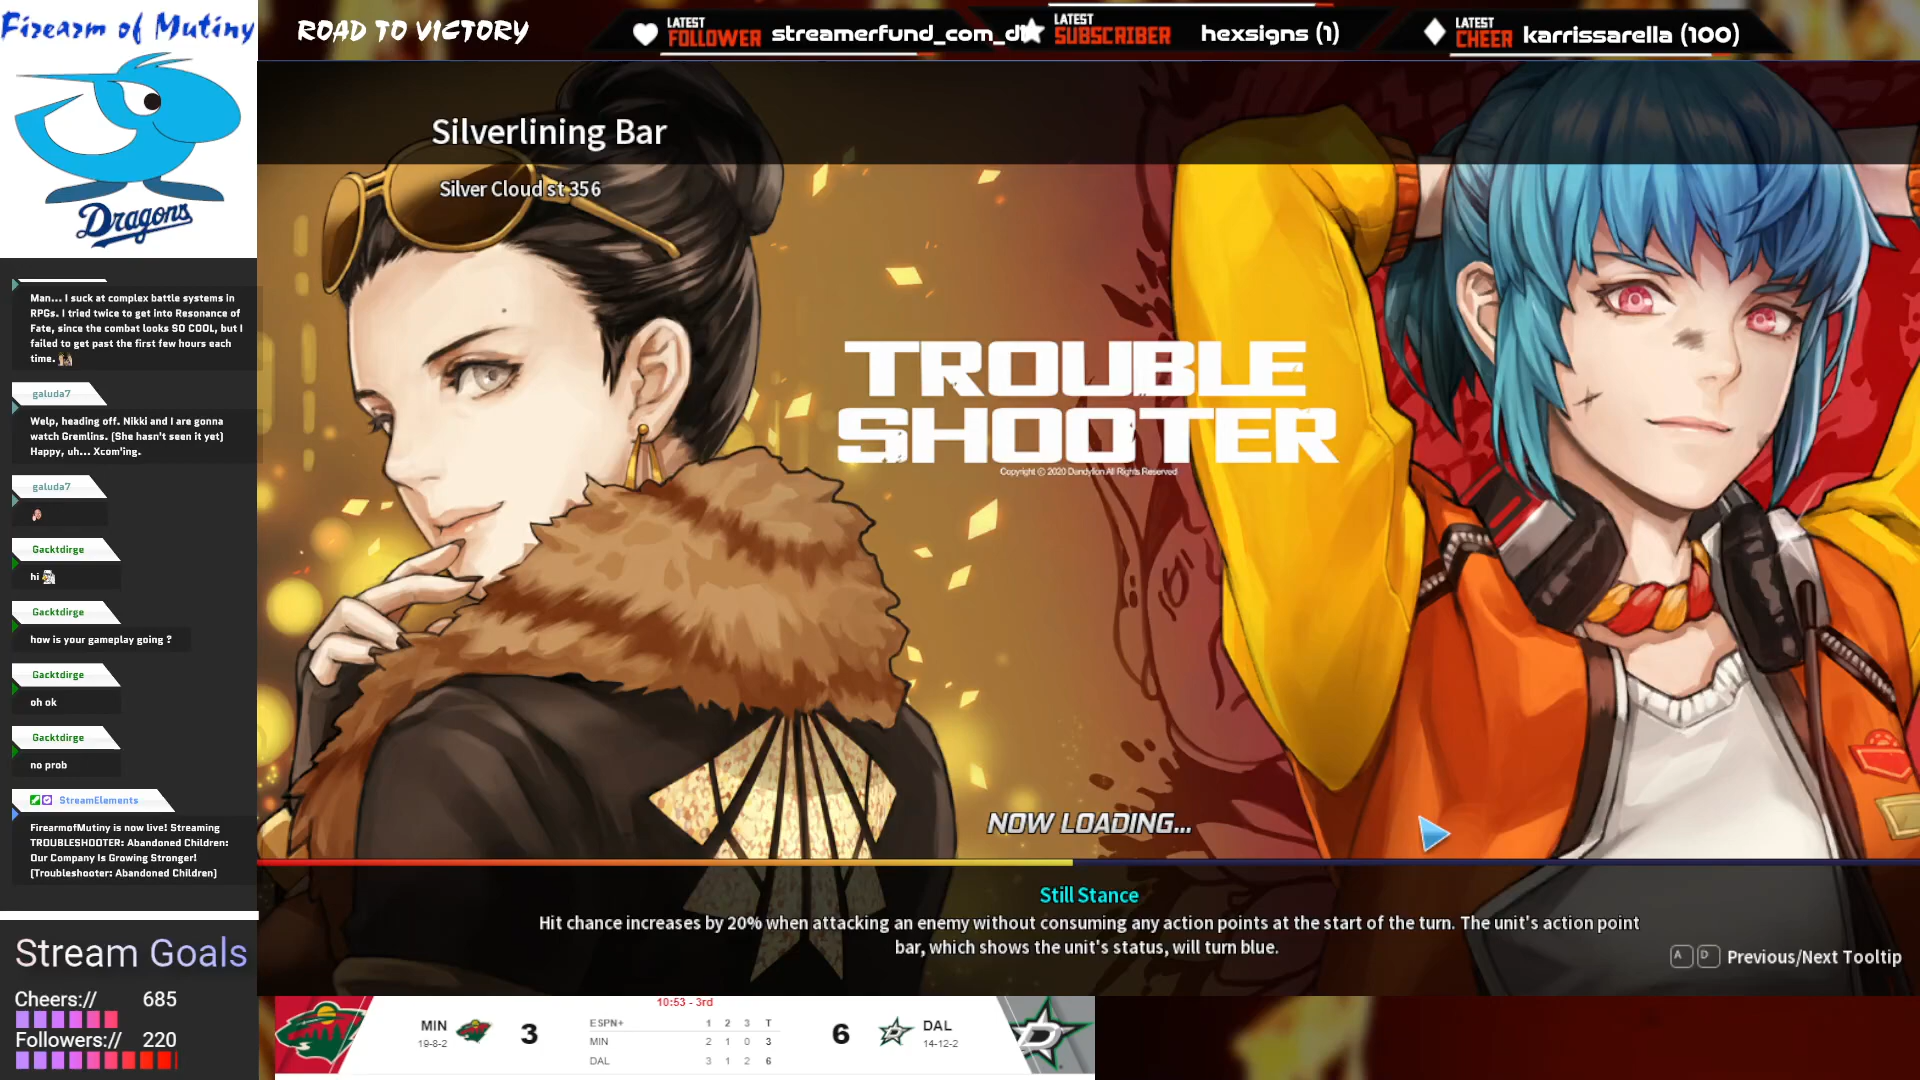 Firearm of Mutiny
Dragons
ROAD TO VICTORY
LATEST
FOLLOWER
streamerfund_com_d
LATEST
SUBSCRIBER
hexsigns (1)
LATEST
CHEER
karrissarella (100)
Silverlining Bar
Silver Cloud st 356
Man... I suck at complex battle systems in
RPGs. I tried twice to get into Resonance of
Fate, since the combat looks SO COOL, but I
failed to get past the first few hours each
time.
galuda7
Welp, heading off. Nikki and I are gonna
watch Gremlins. (She hasn't seen it yet)
Happy, uh... Xcom'ing.
galuda7
Gacktdirge
hi
Gacktdirge
how is your gameplay going ?
Gacktdirge
oh ok
Gacktdirge
no prob
StreamElements
FirearmofMutiny is now live! Streaming
TROUBLESHOOTER: Abandoned Children:
Our Company Is Growing Stronger!
(Troubleshooter: Abandoned Children)
TROUBLE
SHOOTER
Copyright © 2020 Dandylion All Rights Reserved
NOW LOADING...
Still Stance
Hit chance increases by 20% when attacking an enemy without consuming any action points at the start of the turn. The unit's action point
bar, which shows the unit's status, will turn blue.
A D Previous/Next Tooltip
Stream Goals
Cheers:// 685
Followers:// 220
10:53 - 3rd
MIN
19-8-2
3
ESPN+ 1 2 3 T
MIN 2 1 0 3
DAL 3 1 2 6
6
DAL
14-12-2
D